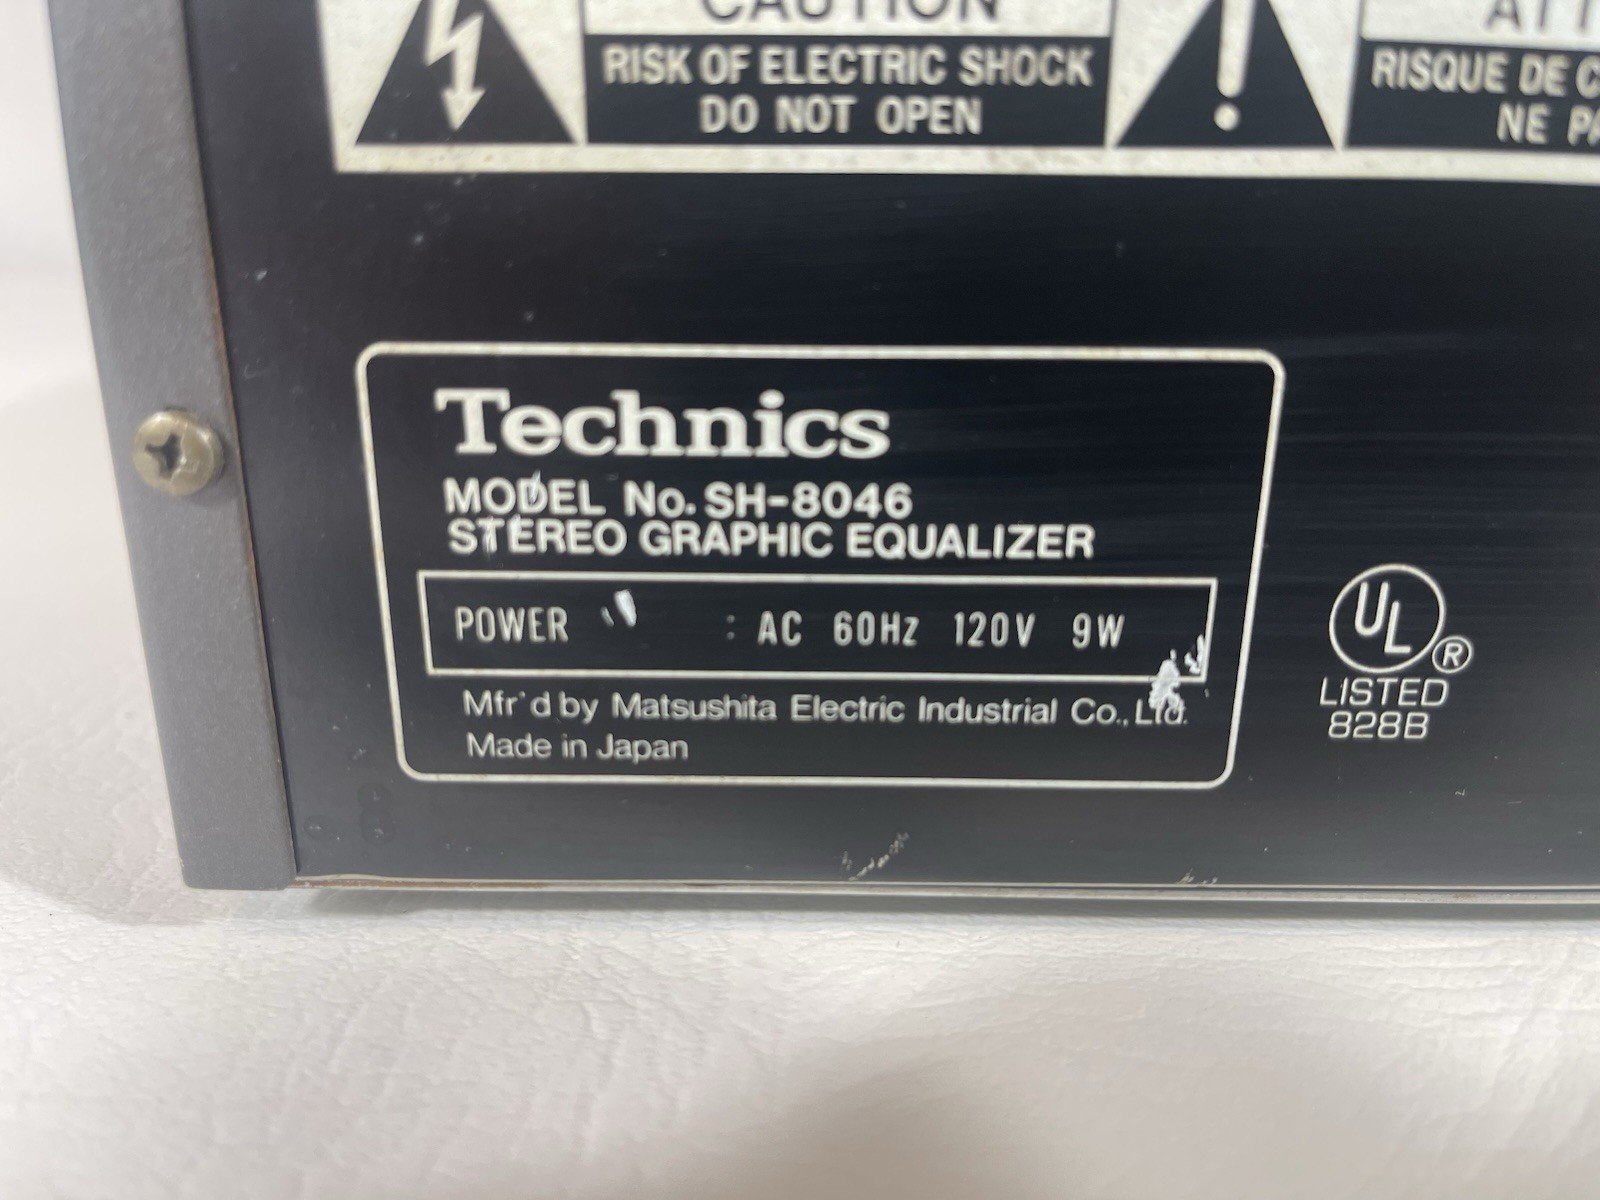 CAUTION
RISK OF ELECTRIC SHOCK
DO NOT OPEN
RISQUE DE
NE
Technics
MODEL No. SH-8046
STEREO GRAPHIC EQUALIZER
POWER : AC 60Hz 120V 9W
Mfr'd by Matsushita Electric Industrial Co., Ltd.
Made in Japan
UL ®
LISTED
828B